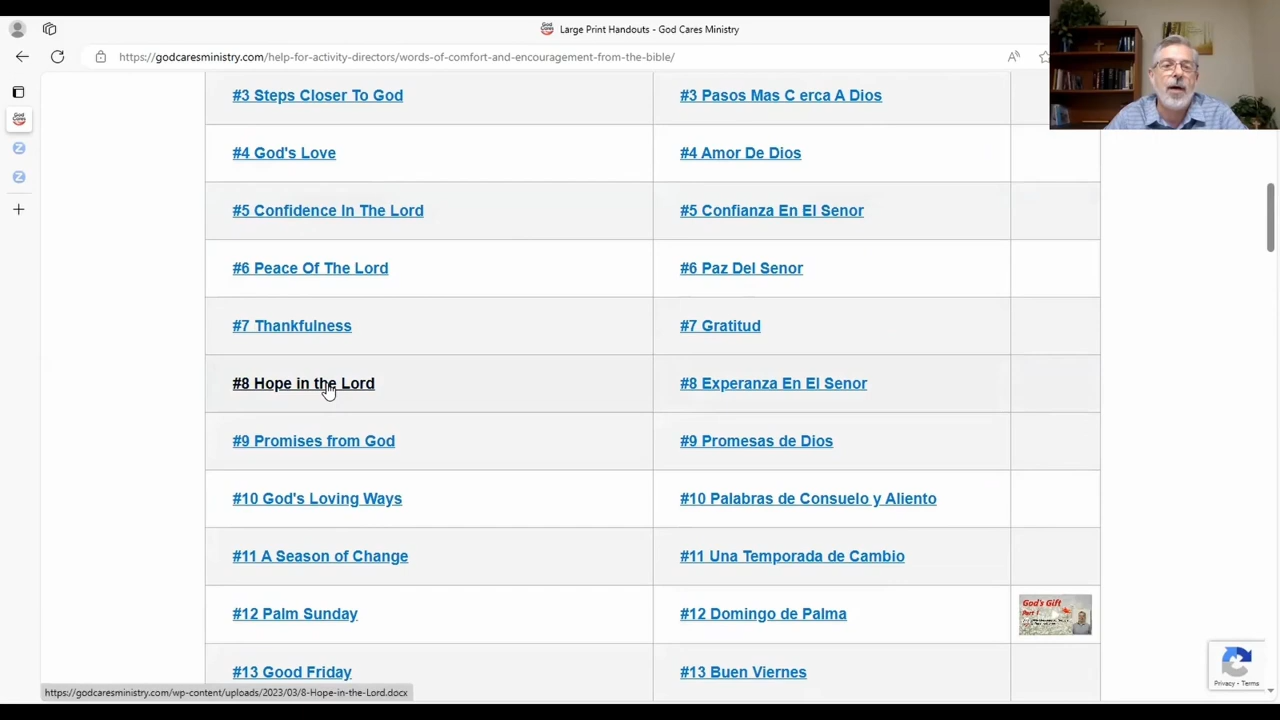 Large Print Handouts - God Cares Ministry
https://godcaresministry.com/help-for-activity-directors/words-of-comfort-and-encouragement-from-the-bible/
#3 Steps Closer To God
#3 Pasos Mas C erca A Dios
#4 God's Love
#4 Amor De Dios
#5 Confidence In The Lord
#5 Confianza En El Senor
#6 Peace Of The Lord
#6 Paz Del Senor
#7 Thankfulness
#7 Gratitud
#8 Hope in the Lord
#8 Esperanza En El Senor
#9 Promises from God
#9 Promesas de Dios
#10 God's Loving Ways
#10 Palabras de Consuelo y Aliento
#11 A Season of Change
#11 Una Temporada de Cambio
#12 Palm Sunday
#12 Domingo de Palma
God's Gift
Part 1
#13 Good Friday
#13 Buen Viernes
Privacy - Terms
https://godcaresministry.com/wp-content/uploads/2023/03/8-Hope-in-the-Lord.docx